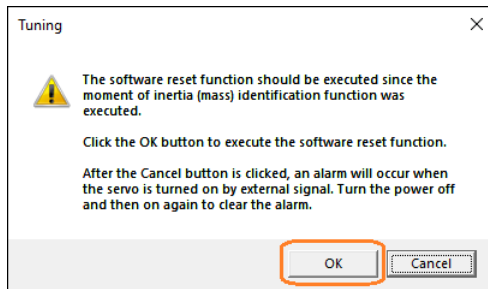 Tuning
The software reset function should be executed since the
moment of inertia (mass) identification function was
executed.
Click the OK button to execute the software reset function.
After the Cancel button is clicked, an alarm will occur when
the servo is turned on by external signal. Turn the power off
and then on again to clear the alarm.
OK Cancel